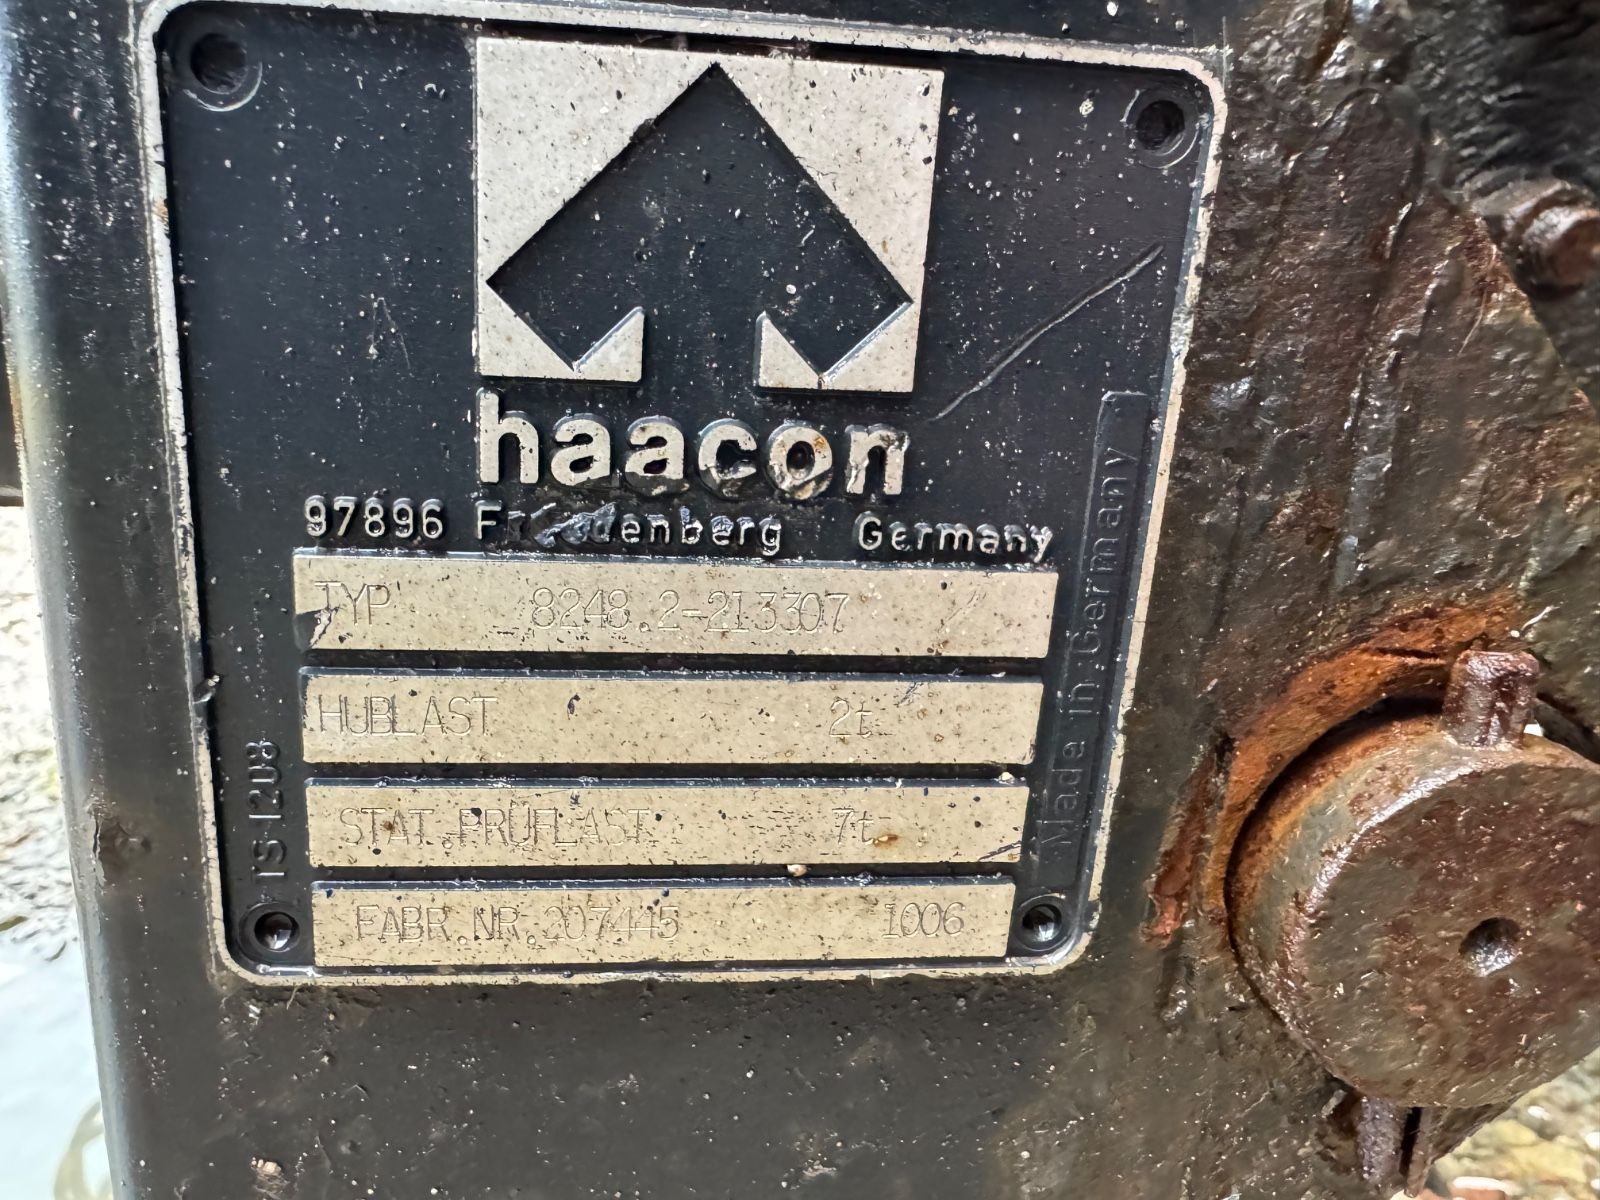 haacon
97896 Friedenberg Germany
TYP 8248.2-213307
HUBLAST 2t
STAT.PRÜFLAST 7t
FABR.NR.207445 1006
TS 1208
Made in Germany